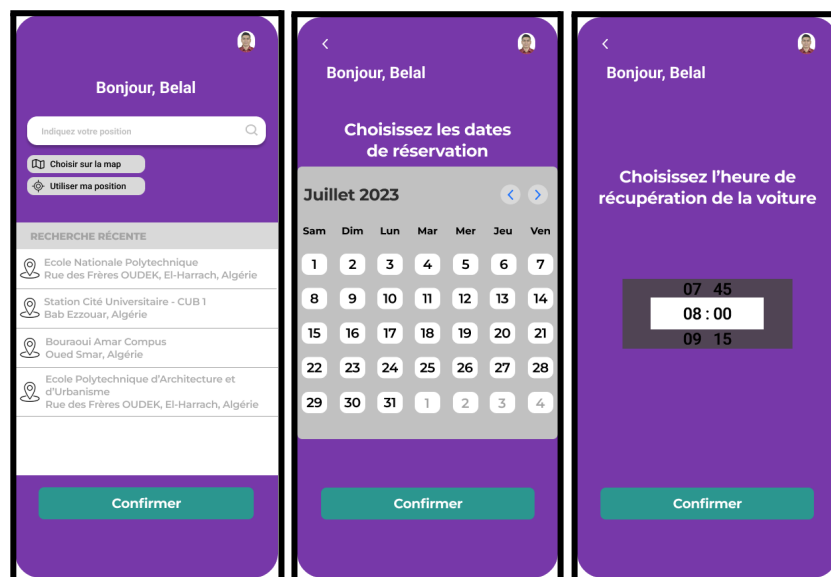 Bonjour, Belal
Indiquez votre position
Choisir sur la map
Utiliser ma position
RECHERCHE RÉCENTE
Ecole Nationale Polytechnique
Rue des Frères OUDEK, El-Harrach, Algérie
Station Cité Universitaire - CUB 1
Bab Ezzouar, Algérie
Bouraoui Amar Compus
Oued Smar, Algérie
Ecole Polytechnique d'Architecture et
d'Urbanisme
Rue des Frères OUDEK, El-Harrach, Algérie
Confirmer
Bonjour, Belal
Choisissez les dates
de réservation
Juillet 2023
Sam Dim Lun Mar Mer Jeu Ven
1 2 3 4 5 6 7
8 9 10 11 12 13 14
15 16 17 18 19 20 21
22 23 24 25 26 27 28
29 30 31 1 2 3 4
Confirmer
Bonjour, Belal
Choisissez l'heure de
récupération de la voiture
07 45
08 : 00
09 15
Confirmer